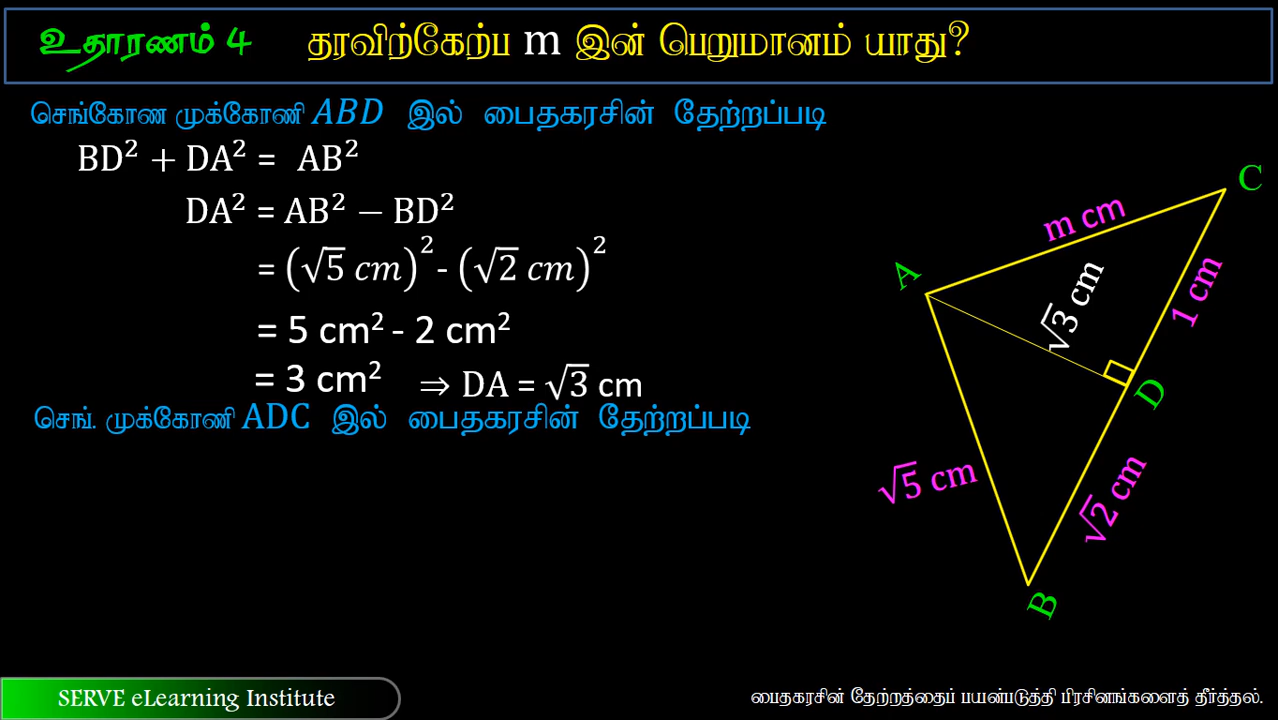 உதாரணம் 4 தரவிற்கேற்ப m இன் பெறுமானம் யாது?
செங்கோண முக்கோணி ABD இல் பைதகரசின் தேற்றப்படி
BD² + DA² = AB²
DA² = AB² − BD²
= (√5 cm)² - (√2 cm)²
= 5 cm² - 2 cm²
= 3 cm² ⇒ DA = √3 cm
செங். முக்கோணி ADC இல் பைதகரசின் தேற்றப்படி
C
m cm
A
√3 cm
1 cm
D
√5 cm
√2 cm
B
SERVE eLearning Institute
பைதகரசின் தேற்றத்தைப் பயன்படுத்தி பிரசினங்களைத் தீர்த்தல்.